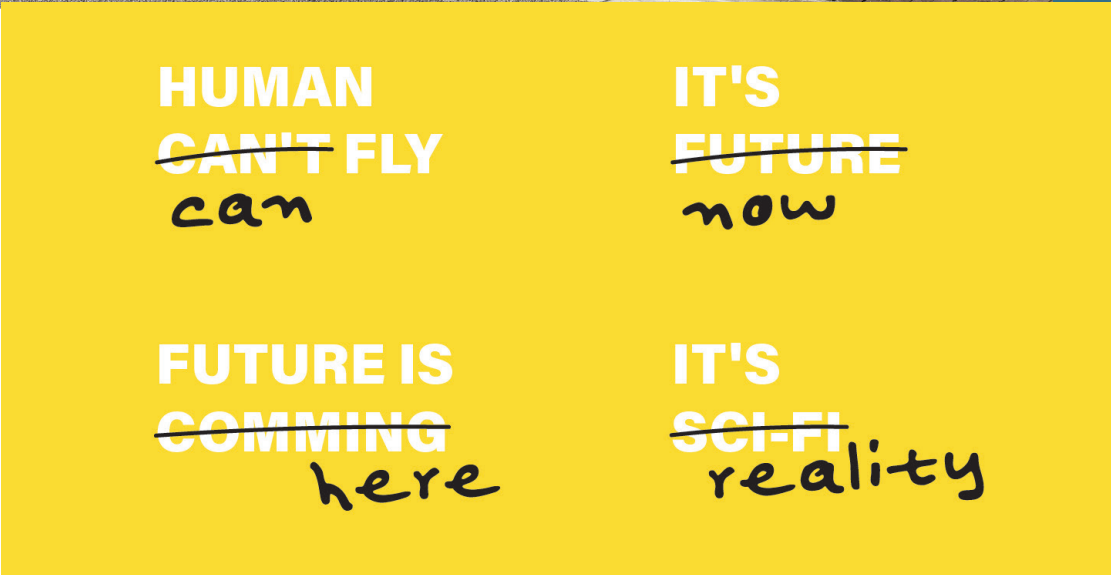 HUMAN
CAN'T FLY
can
IT'S
FUTURE
now
FUTURE IS
COMMING
here
IT'S
SCI-FI
reality